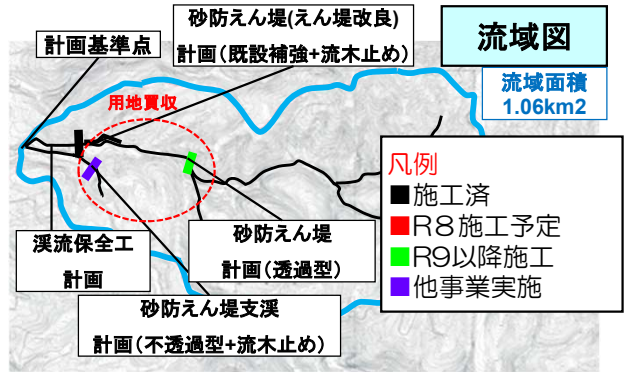 砂防えん堤(えん堤改良)
計画（既設補強+流木止め）
計画基準点
流域図
流域面積
1.06km2
用地買収
凡例
■施工済
■R８施工予定
■R9以降施工
■他事業実施
渓流保全工
計画
砂防えん堤
計画（透過型）
砂防えん堤支渓
計画（不透過型+流木止め）